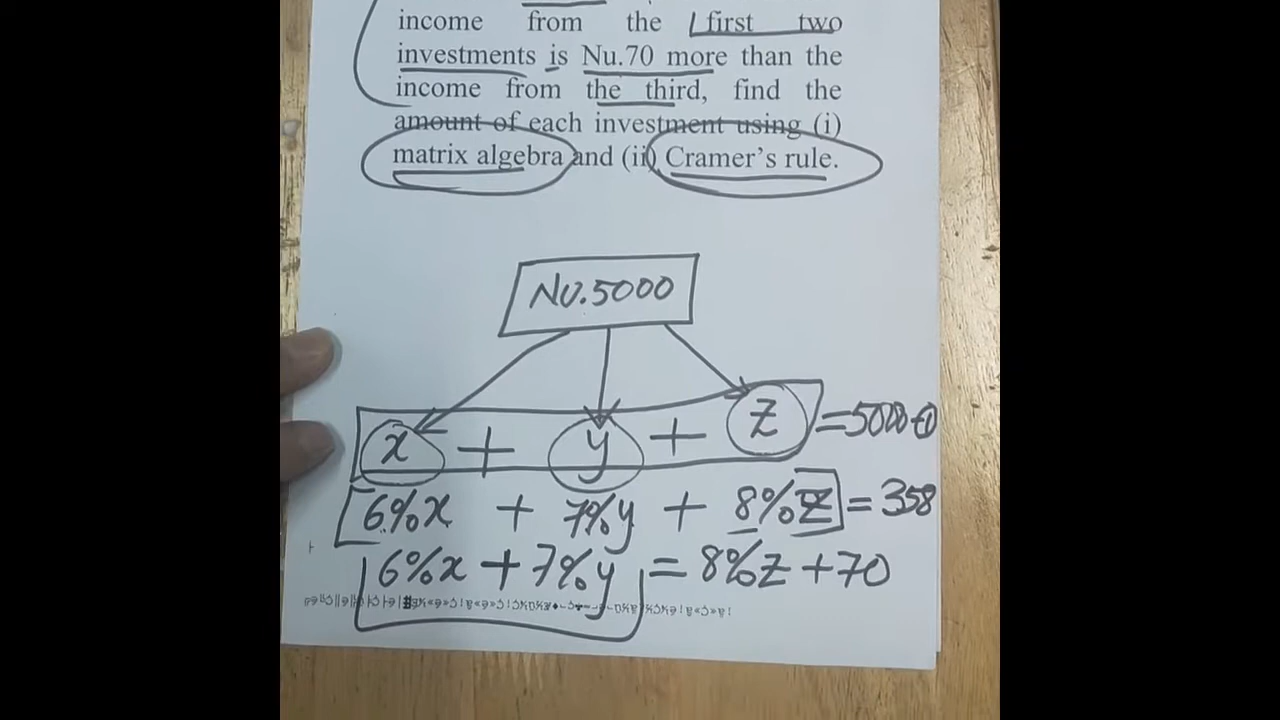 income from the first two
investments is Nu.70 more than the
income from the third, find the
amount of each investment using (i)
matrix algebra and (ii) Cramer's rule.
Nu.5000
x + y + z = 5000 - ①
6%x + 7%y + 8%z = 358
6%x + 7%y = 8%z + 70